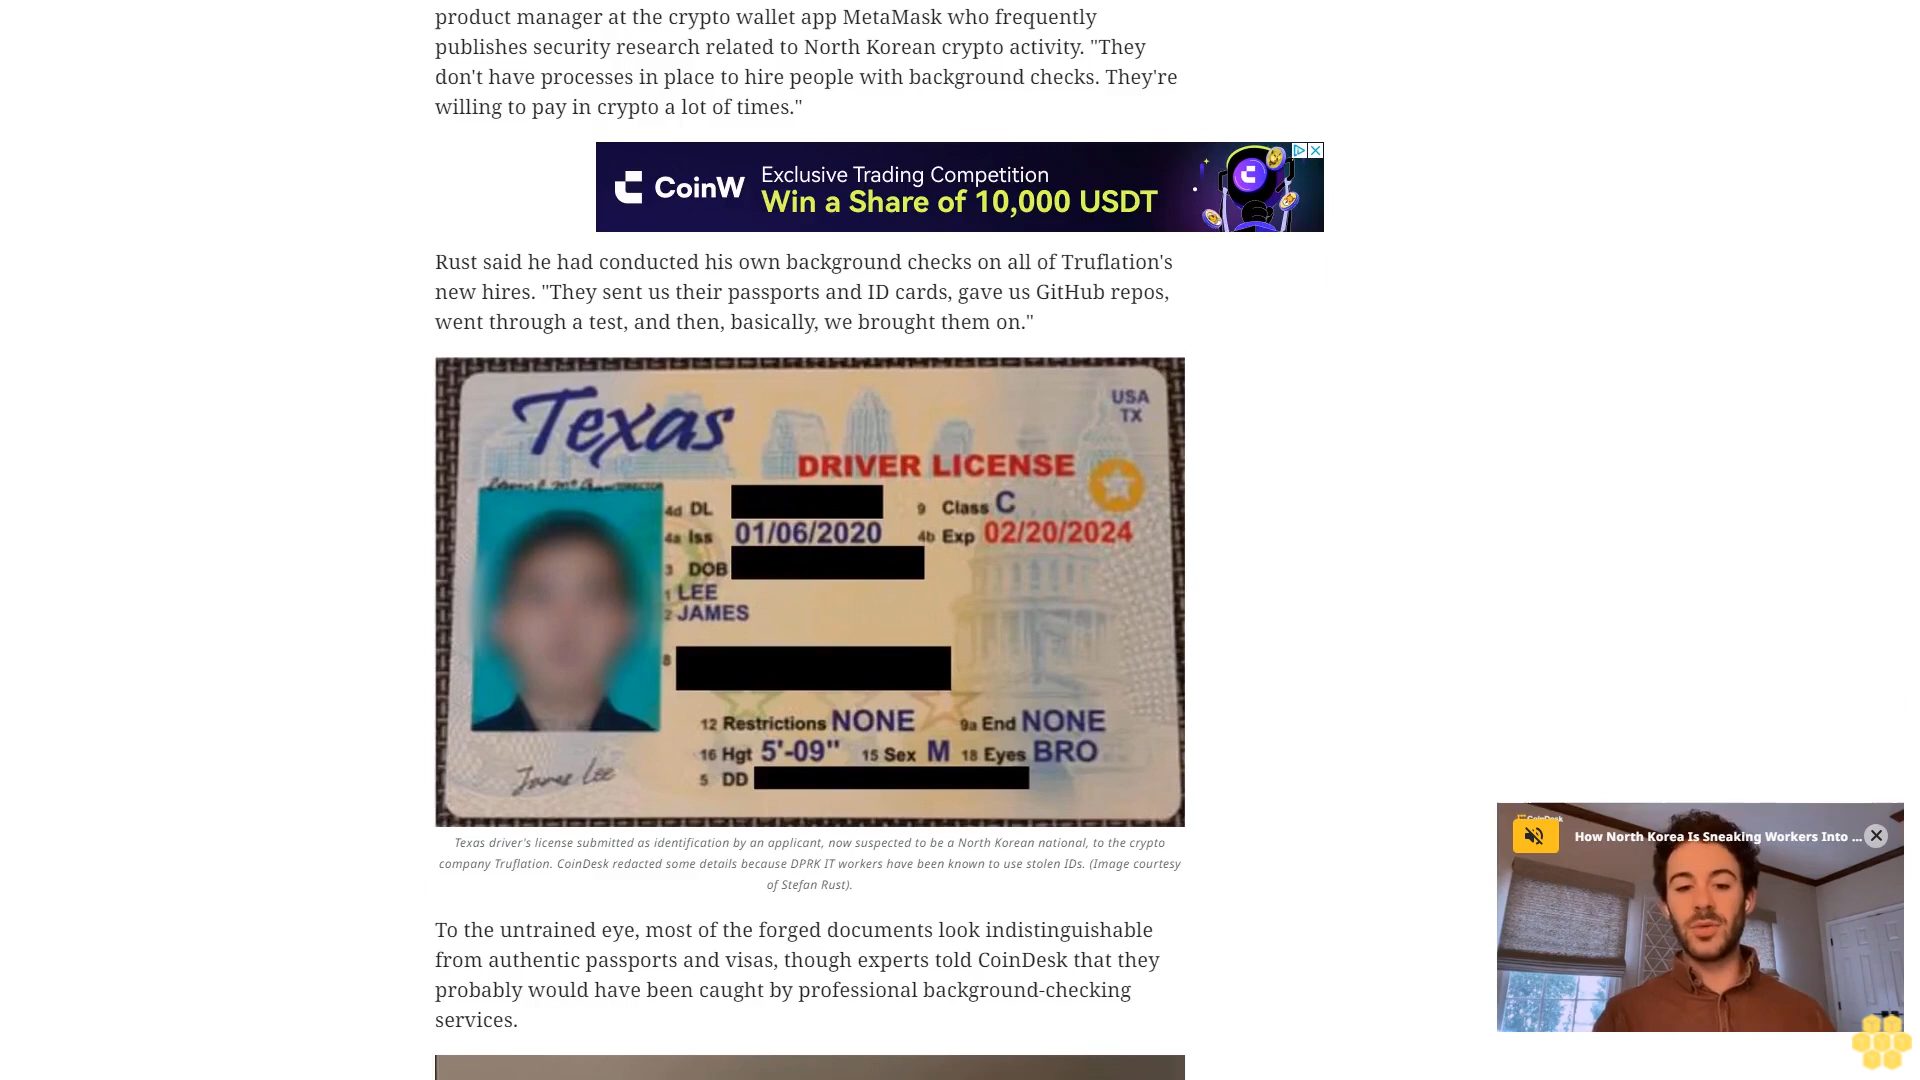 product manager at the crypto wallet app MetaMask who frequently
publishes security research related to North Korean crypto activity. "They
don't have processes in place to hire people with background checks. They're
willing to pay in crypto a lot of times."
CoinW
Exclusive Trading Competition
Win a Share of 10,000 USDT
Rust said he had conducted his own background checks on all of Truflation's
new hires. "They sent us their passports and ID cards, gave us GitHub repos,
went through a test, and then, basically, we brought them on."
Texas
USA
TX
DRIVER LICENSE
DIRECTOR
4d DL
9 Class C
4a Iss 01/06/2020
4b Exp 02/20/2024
3 DOB
1 LEE
2 JAMES
8
12 Restrictions NONE 9a End NONE
16 Hgt 5'-09" 15 Sex M 18 Eyes BRO
5 DD
James Lee
Texas driver's license submitted as identification by an applicant, now suspected to be a North Korean national, to the crypto
company Truflation. CoinDesk redacted some details because DPRK IT workers have been known to use stolen IDs. (Image courtesy
of Stefan Rust).
To the untrained eye, most of the forged documents look indistinguishable
from authentic passports and visas, though experts told CoinDesk that they
probably would have been caught by professional background-checking
services.
CoinDesk
How North Korea Is Sneaking Workers Into ...